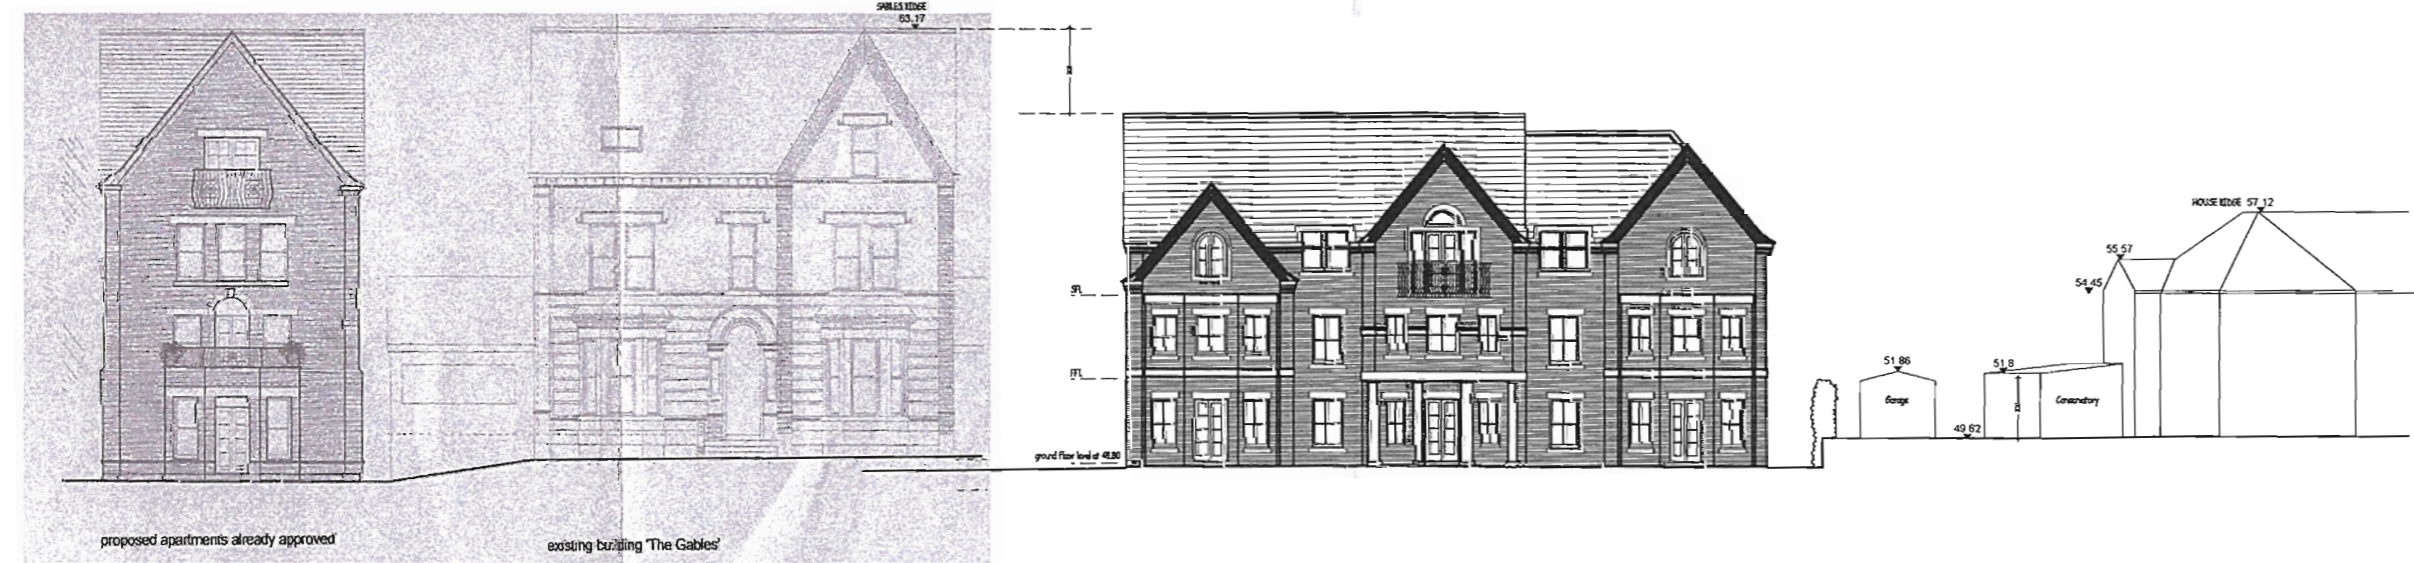 GABLES RIDGE
63.17
HOUSE RIDGE 57.12
55.57
54.45
SFL
FFL
51.86
51.8
Garage
Conservatory
49.62
ground floor level at 48.80
proposed apartments already approved
existing building 'The Gables'